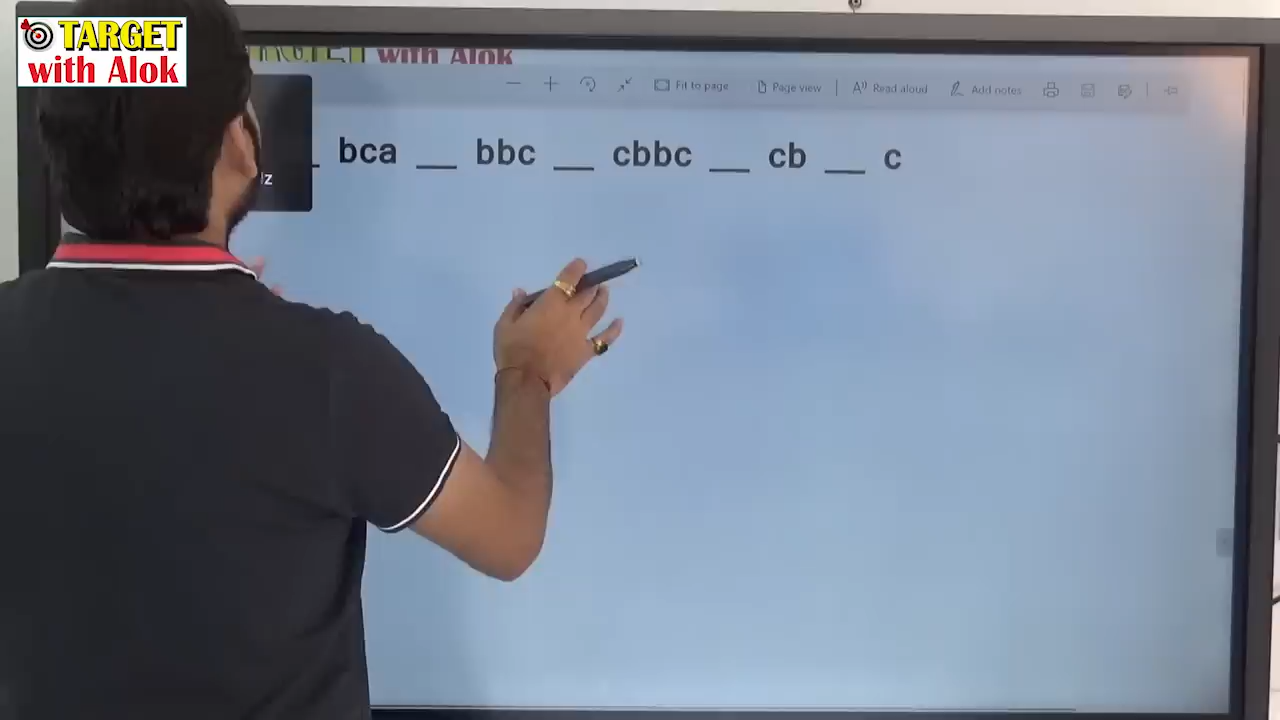 TARGET
with Alok
TARGET with Alok
Fit to page Page view Read aloud Add notes
_ bca __ bbc __ cbbc __ cb __ c